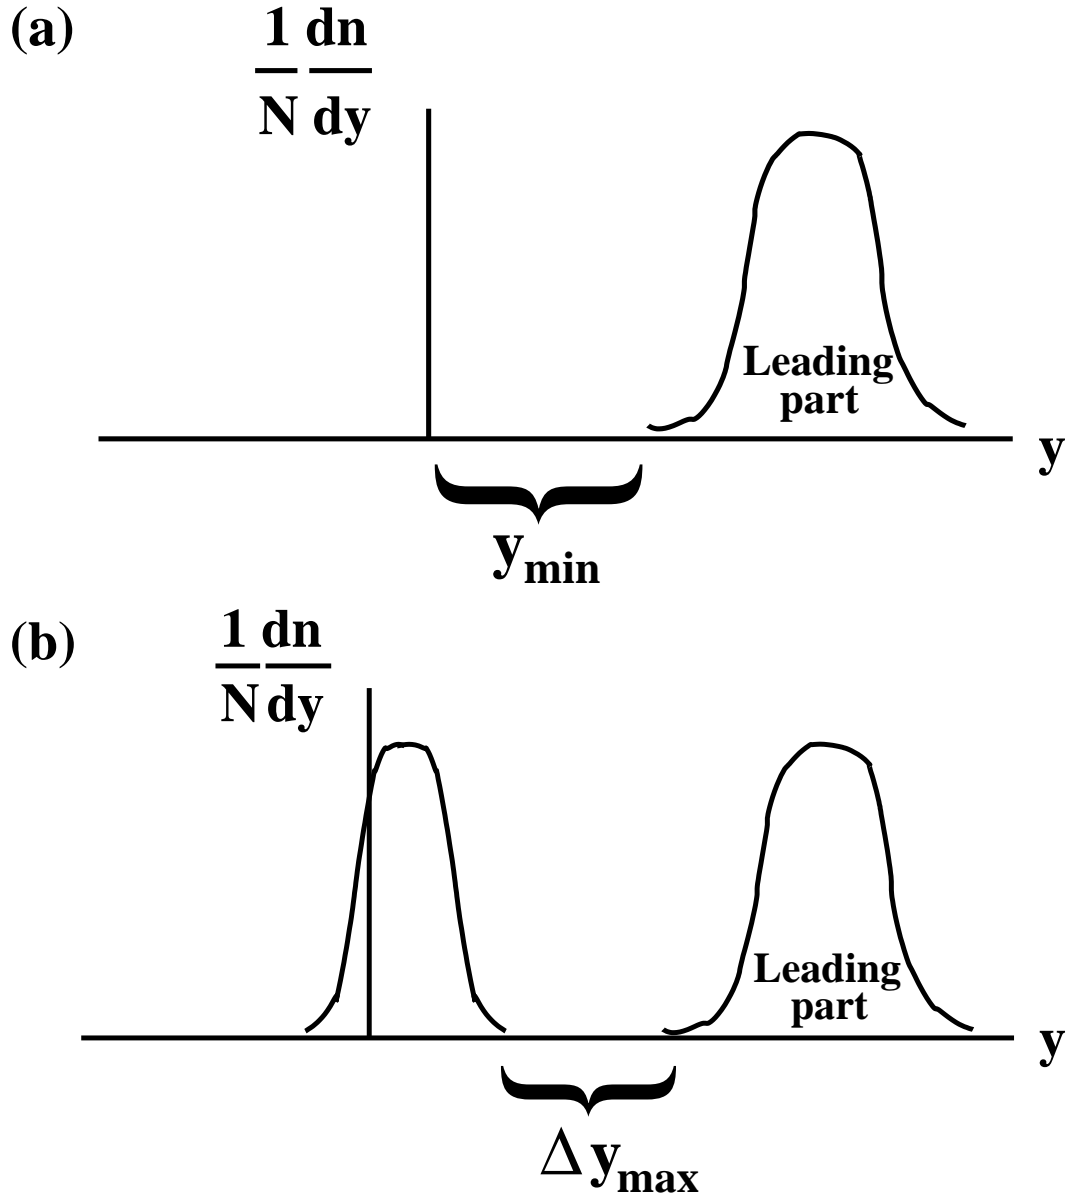 (a)
1 dn
N dy
Leading
part
y
y_min
(b)
1 dn
N dy
Leading
part
y
Δy_max